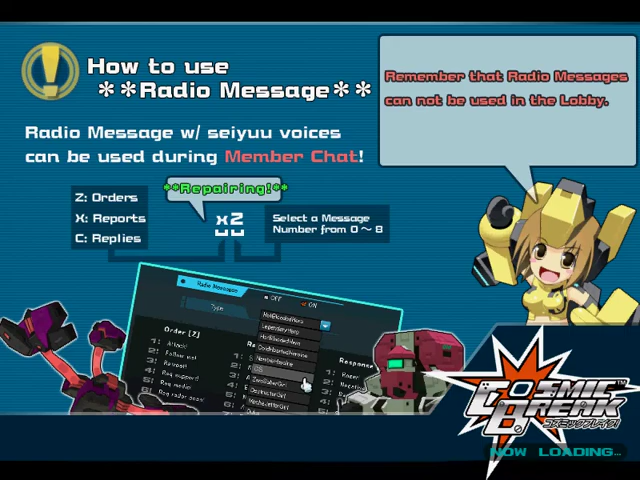 How to use
**Radio Message**
Remember that Radio Messages
can not be used in the Lobby.
Radio Message w/ seiyuu voices
can be used during Member Chat!
**Repairing!**
Z: Orders
X: Reports
C: Replies
x2
Select a Message
Number from 0～8
Radio Messages
OFF
ON
Type
Order [Z]
Response
1: Attack!
2: Follow me!
COSMIC BREAK
コズミックブレイク
NOW LOADING...